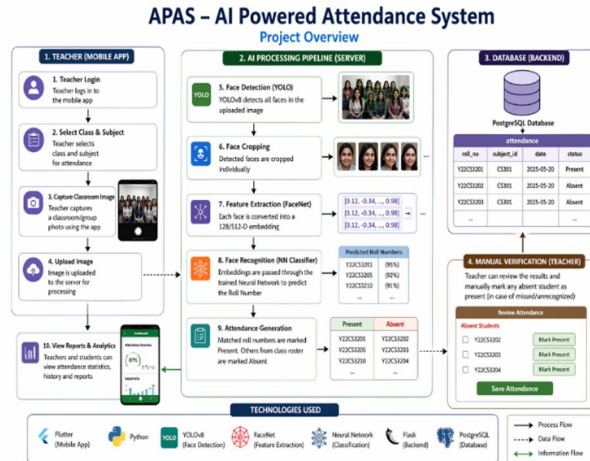 APAS – AI Powered Attendance System
Project Overview
1. TEACHER (MOBILE APP)
1. Teacher Login
Teacher logs in to
the mobile app
2. Select Class & Subject
Teacher selects
class and subject
for attendance
3. Capture Classroom Image
Teacher captures
a classroom/group
photo using the app
4. Upload Image
Image is uploaded
to the server for
processing
10. View Reports & Analytics
Teachers and students can
view attendance statistics,
history and reports
87%
2. AI PROCESSING PIPELINE (SERVER)
YOLO
5. Face Detection (YOLO)
YOLOv8 detects all faces in the
uploaded image
6. Face Cropping
Detected faces are cropped
individually
...
7. Feature Extraction (FaceNet)
Each face is converted into a
128/512-D embedding
[0.12, -0.34, ..., 0.98]
[0.12, -0.34, ..., 0.98]
[0.12, -0.34, ..., 0.98]
...
8. Face Recognition (NN Classifier)
Embeddings are passed through the
trained Neural Network to predict
the Roll Number
Predicted Roll Numbers
Y22CS3201 (95%)
Y22CS3205 (92%)
Y22CS3210 (91%)
... ...
9. Attendance Generation
Matched roll numbers are marked
Present. Others from class roster
are marked Absent
Present Absent
Y22CS3201 Y22CS3202
Y22CS3205 Y22CS3203
Y22CS3210 Y22CS3204
... ...
3. DATABASE (BACKEND)
PostgreSQL Database
attendance
roll_no subject_id date status
Y22CS3201 CS301 2025-05-20 Present
Y22CS3202 CS301 2025-05-20 Absent
Y22CS3203 CS301 2025-05-20 Absent
...
4. MANUAL VERIFICATION (TEACHER)
Teacher can review the results and
manually mark any absent student as
present (in case of missed/unrecognized)
Review Attendance
Absent Students
Y22CS3202 Mark Present
Y22CS3203 Mark Present
Y22CS3204 Mark Present
Save Attendance
TECHNOLOGIES USED
Flutter
(Mobile App)
Python
YOLO
YOLOv8
(Face Detection)
FaceNet
(Feature Extraction)
Neural Network
(Classification)
Flask
(Backend)
PostgreSQL
(Database)
Process Flow
Data Flow
Information Flow